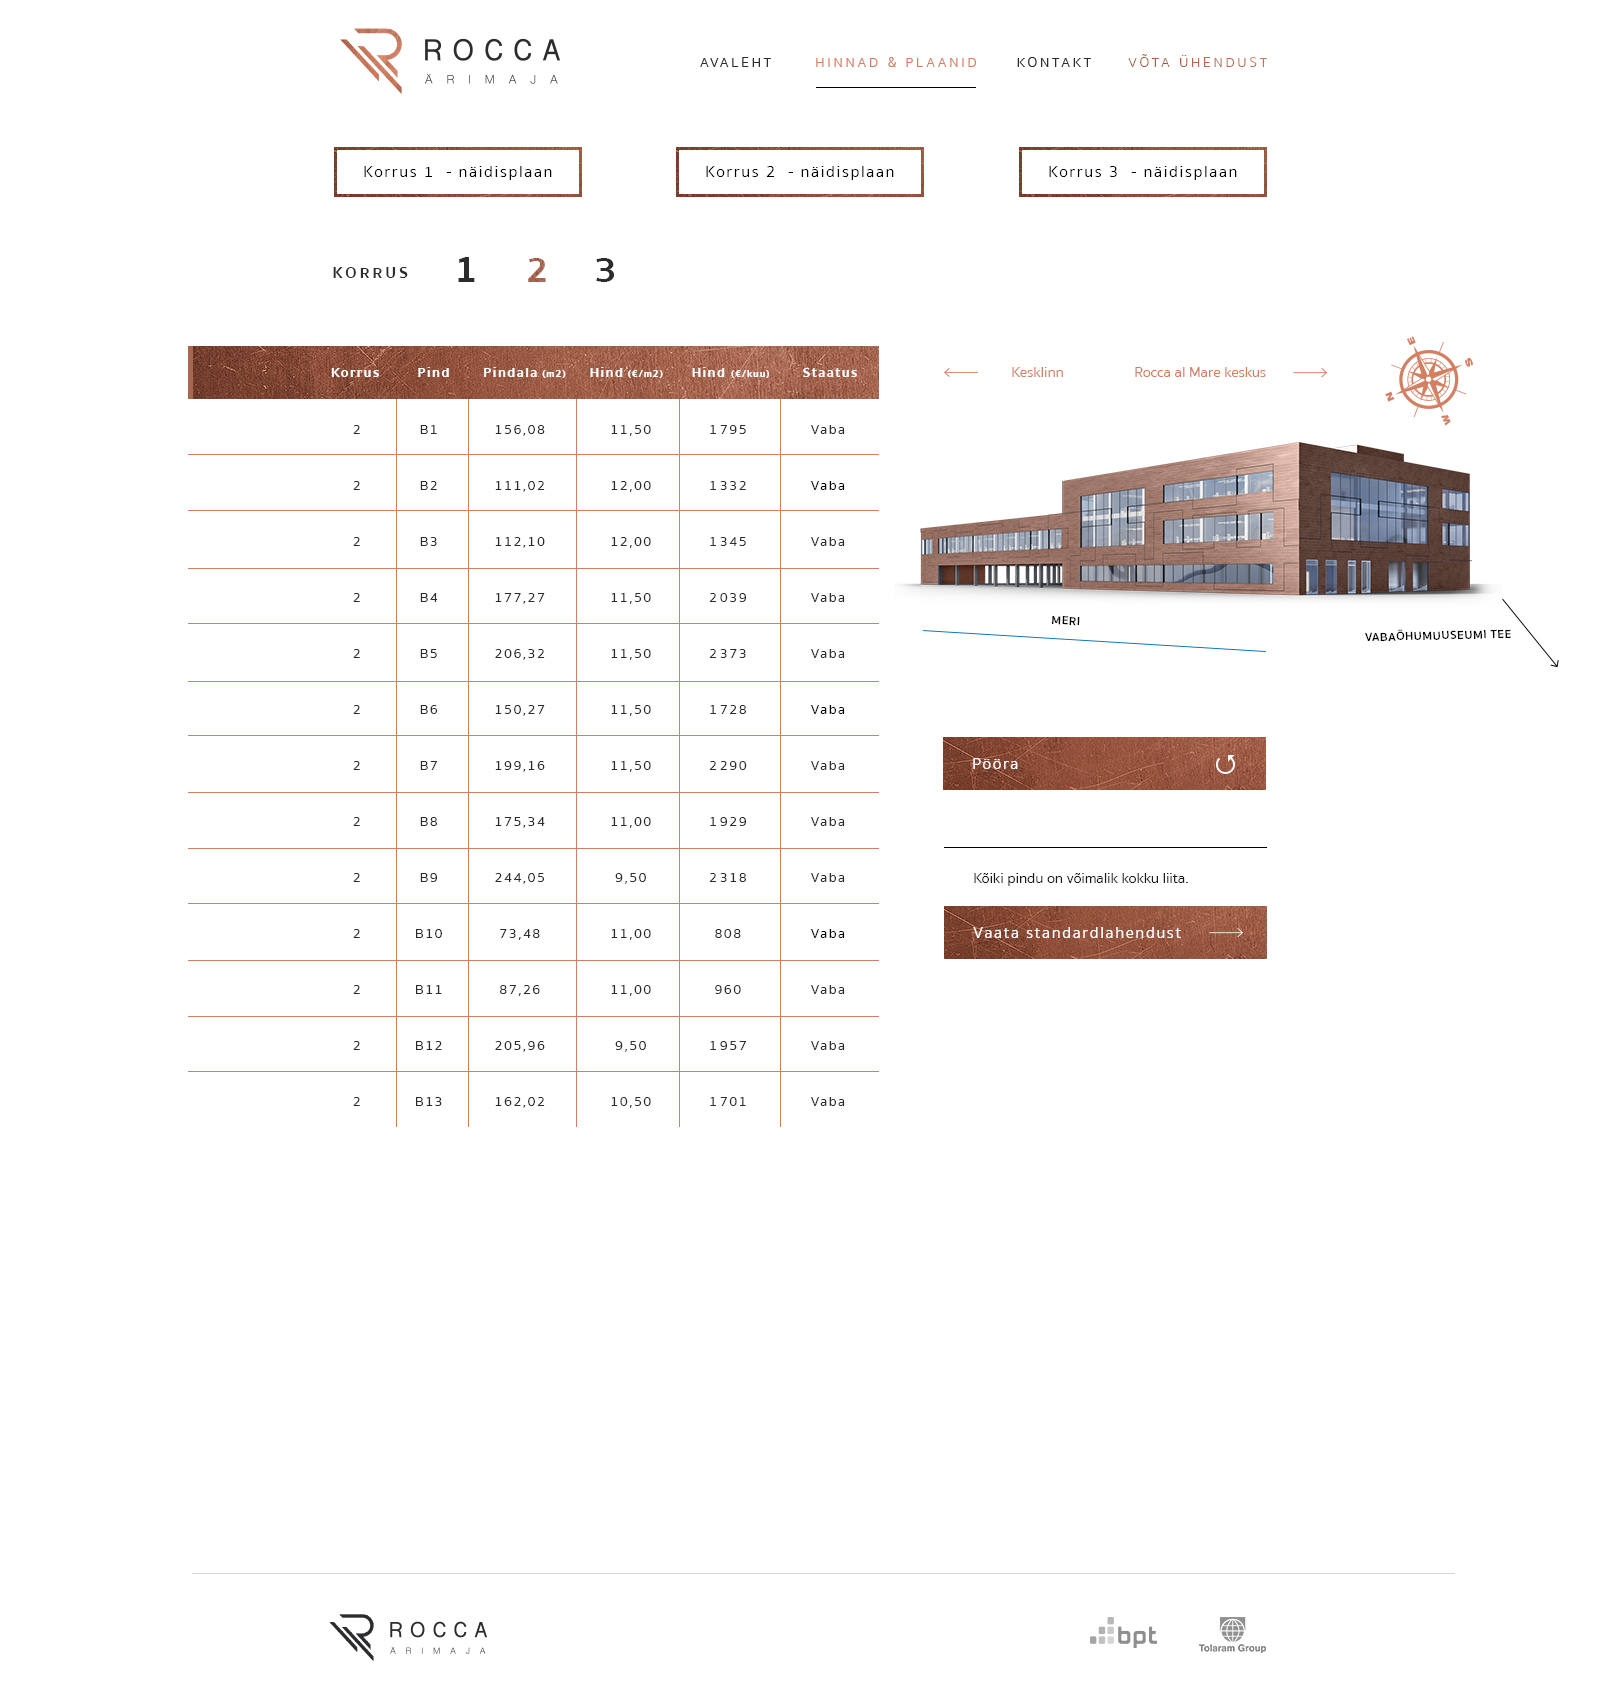 ROCCA
ÄRIMAJA
AVALEHT HINNAD & PLAANID KONTAKT VÕTA ÜHENDUST
Korrus 1 - näidisplaan Korrus 2 - näidisplaan Korrus 3 - näidisplaan
KORRUS 1 2 3
Korrus Pind Pindala (m2) Hind (€/m2) Hind (€/kuu) Staatus
2 B1 156,08 11,50 1795 Vaba
2 B2 111,02 12,00 1332 Vaba
2 B3 112,10 12,00 1345 Vaba
2 B4 177,27 11,50 2039 Vaba
2 B5 206,32 11,50 2373 Vaba
2 B6 150,27 11,50 1728 Vaba
2 B7 199,16 11,50 2290 Vaba
2 B8 175,34 11,00 1929 Vaba
2 B9 244,05 9,50 2318 Vaba
2 B10 73,48 11,00 808 Vaba
2 B11 87,26 11,00 960 Vaba
2 B12 205,96 9,50 1957 Vaba
2 B13 162,02 10,50 1701 Vaba
Kesklinn Rocca al Mare keskus
E
S
N
W
MERI
VABAÕHUMUUSEUMI TEE
Pööra
Kõiki pindu on võimalik kokku liita.
Vaata standardlahendust
ROCCA
ÄRIMAJA
bpt
Tolaram Group